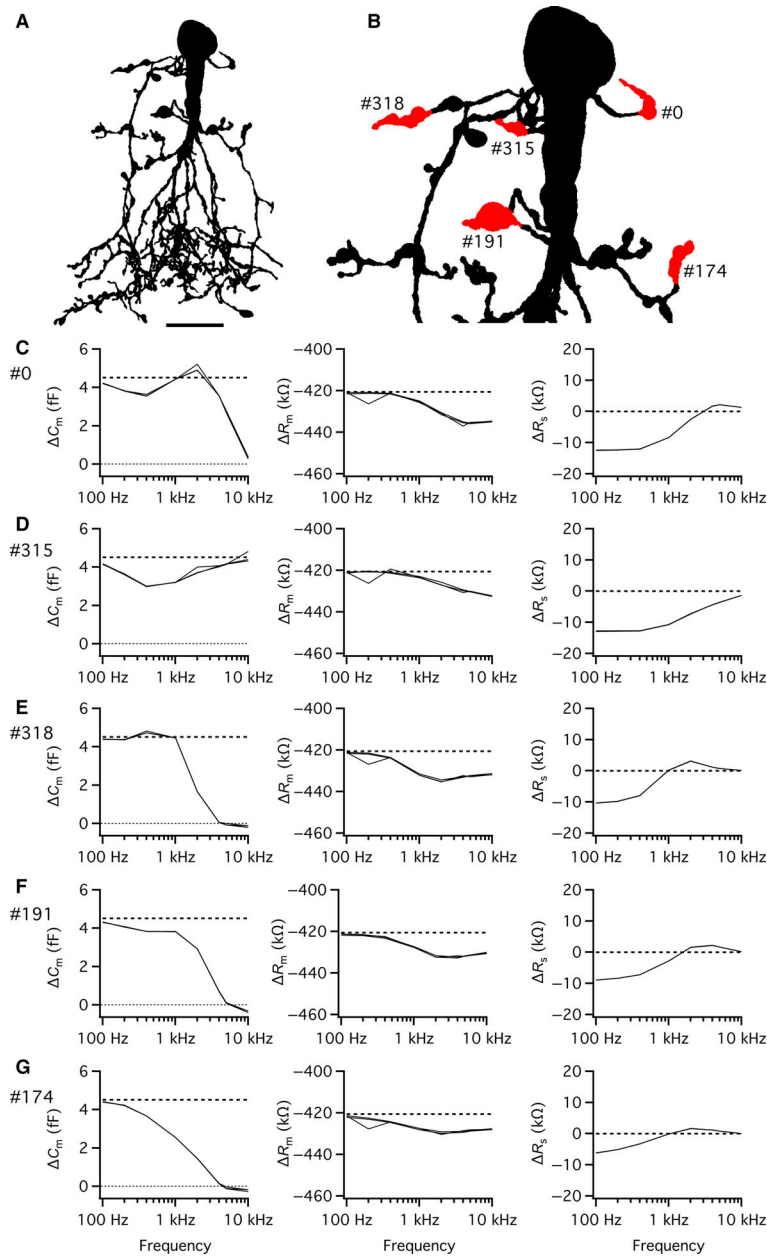 A
B
#318
#0
#315
#191
#174
C
#0
ΔCm (fF)
6
4
2
0
100 Hz 1 kHz 10 kHz
ΔRm (kΩ)
−400
−420
−440
−460
100 Hz 1 kHz 10 kHz
ΔRs (kΩ)
20
10
0
−10
−20
100 Hz 1 kHz 10 kHz
D
#315
ΔCm (fF)
6
4
2
0
100 Hz 1 kHz 10 kHz
ΔRm (kΩ)
−400
−420
−440
−460
100 Hz 1 kHz 10 kHz
ΔRs (kΩ)
20
10
0
−10
−20
100 Hz 1 kHz 10 kHz
E
#318
ΔCm (fF)
6
4
2
0
100 Hz 1 kHz 10 kHz
ΔRm (kΩ)
−400
−420
−440
−460
100 Hz 1 kHz 10 kHz
ΔRs (kΩ)
20
10
0
−10
−20
100 Hz 1 kHz 10 kHz
F
#191
ΔCm (fF)
6
4
2
0
100 Hz 1 kHz 10 kHz
ΔRm (kΩ)
−400
−420
−440
−460
100 Hz 1 kHz 10 kHz
ΔRs (kΩ)
20
10
0
−10
−20
100 Hz 1 kHz 10 kHz
G
#174
ΔCm (fF)
6
4
2
0
100 Hz 1 kHz 10 kHz
Frequency
ΔRm (kΩ)
−400
−420
−440
−460
100 Hz 1 kHz 10 kHz
Frequency
ΔRs (kΩ)
20
10
0
−10
−20
100 Hz 1 kHz 10 kHz
Frequency